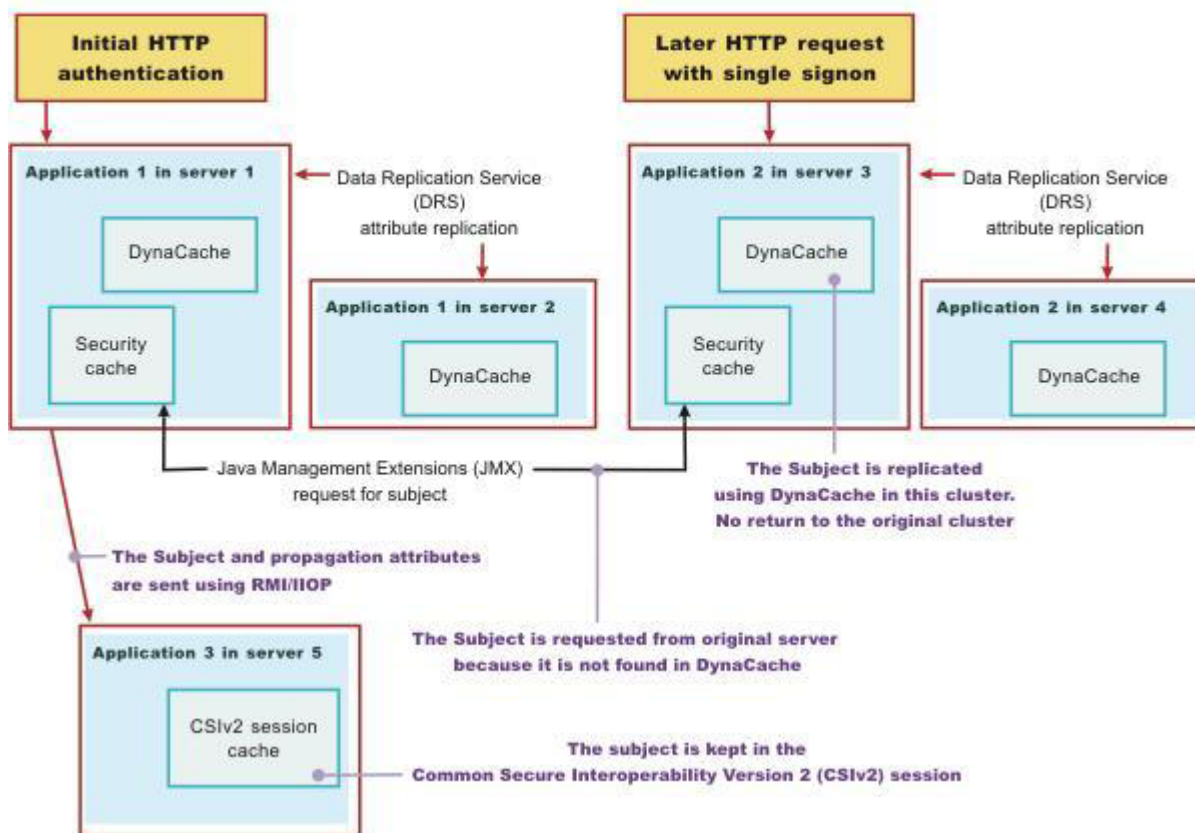 Initial HTTP
authentication
Later HTTP request
with single signon
Application 1 in server 1
DynaCache
Security
cache
Data Replication Service
(DRS)
attribute replication
Application 1 in server 2
DynaCache
Application 2 in server 3
DynaCache
Security
cache
Data Replication Service
(DRS)
attribute replication
Application 2 in server 4
DynaCache
Java Management Extensions (JMX)
request for subject
The Subject is replicated
using DynaCache in this cluster.
No return to the original cluster
The Subject and propagation attributes
are sent using RMI/IIOP
The Subject is requested from original server
because it is not found in DynaCache
Application 3 in server 5
CSIv2 session
cache
The subject is kept in the
Common Secure Interoperability Version 2 (CSIv2) session